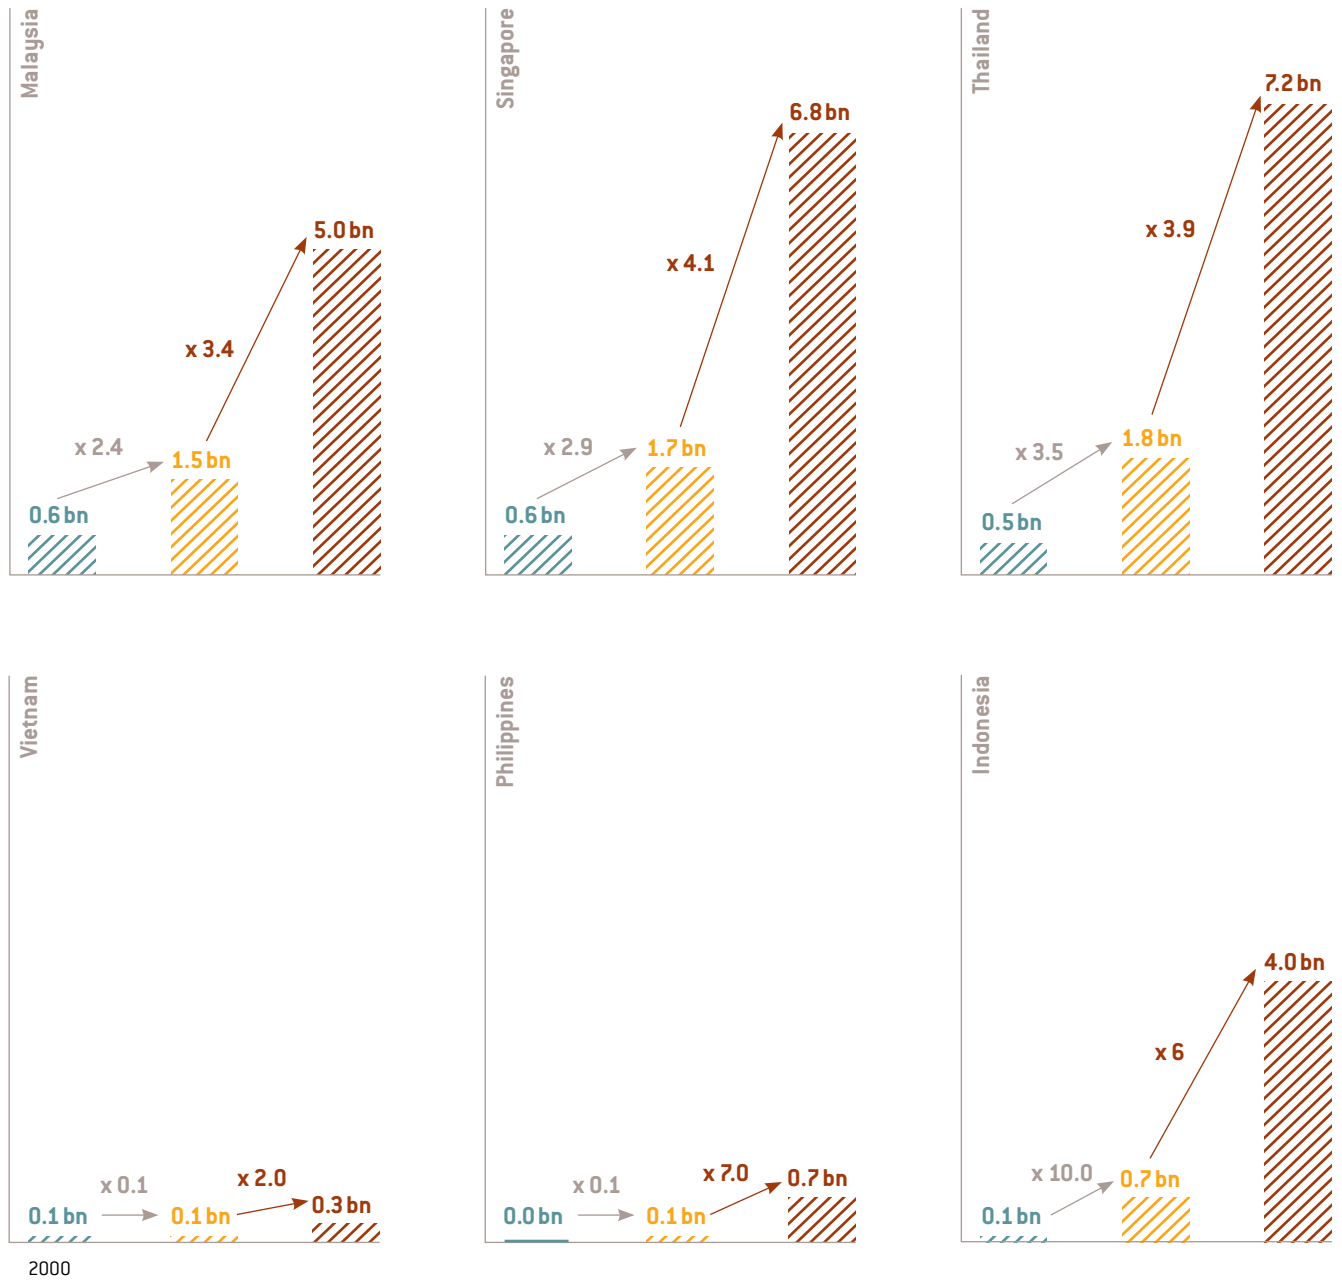 Malaysia
5.0 bn
x 3.4
x 2.4
1.5 bn
0.6 bn
Singapore
6.8 bn
x 4.1
x 2.9
1.7 bn
0.6 bn
Thailand
7.2 bn
x 3.9
x 3.5
1.8 bn
0.5 bn
Vietnam
x 0.1
x 2.0
0.1 bn
0.1 bn
0.3 bn
2000
Philippines
x 0.1
x 7.0
0.7 bn
0.0 bn
0.1 bn
Indonesia
4.0 bn
x 6
x 10.0
0.7 bn
0.1 bn